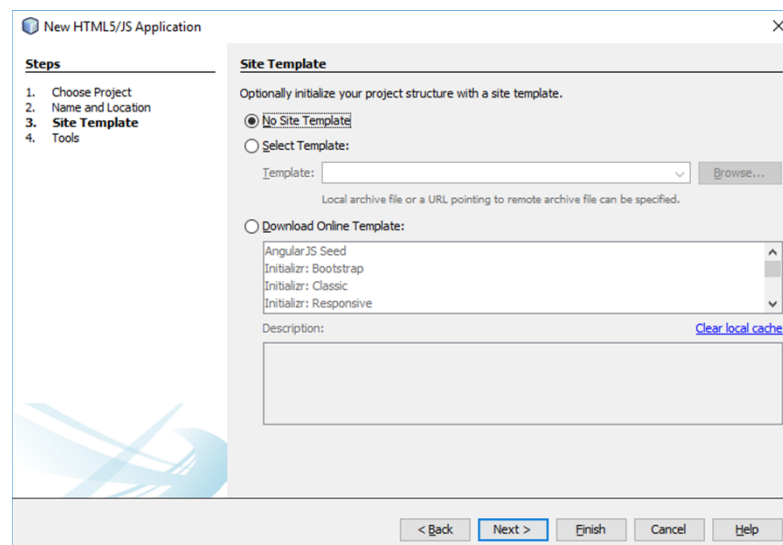 New HTML5/JS Application
Steps
1. Choose Project
2. Name and Location
3. Site Template
4. Tools
Site Template
Optionally initialize your project structure with a site template.
No Site Template
Select Template:
Template:
Browse...
Local archive file or a URL pointing to remote archive file can be specified.
Download Online Template:
AngularJS Seed
Initializr: Bootstrap
Initializr: Classic
Initializr: Responsive
Description:
Clear local cache
< Back
Next >
Finish
Cancel
Help